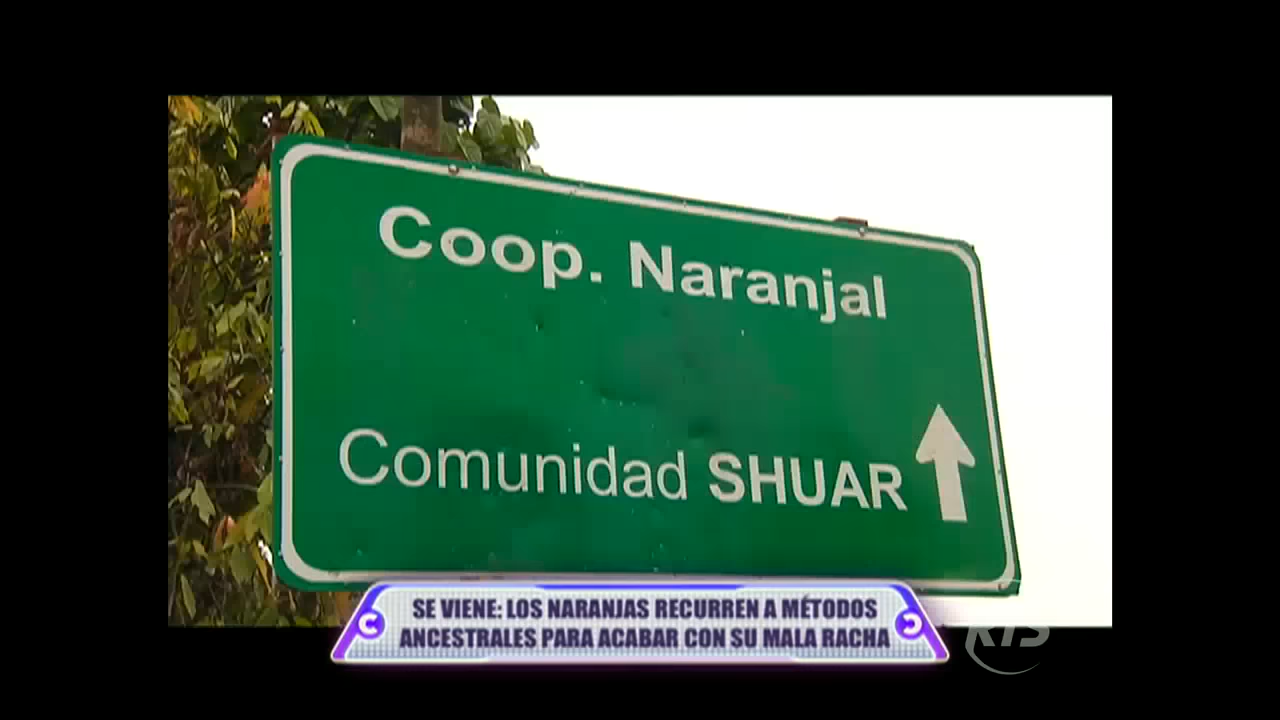 Coop. Naranjal
Comunidad SHUAR
SE VIENE: LOS NARANJAS RECURREN A MÉTODOS
ANCESTRALES PARA ACABAR CON SU MALA RACHA
RTS